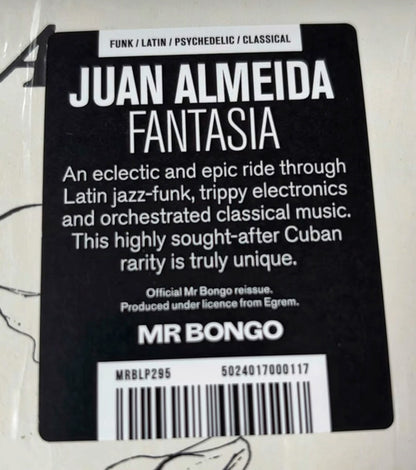 A
FUNK / LATIN / PSYCHEDELIC / CLASSICAL
JUAN ALMEIDA
FANTASIA
An eclectic and epic ride through
Latin jazz-funk, trippy electronics
and orchestrated classical music.
This highly sought-after Cuban
rarity is truly unique.
Official Mr Bongo reissue.
Produced under licence from Egrem.
MR BONGO
MRBLP295 5024017000117